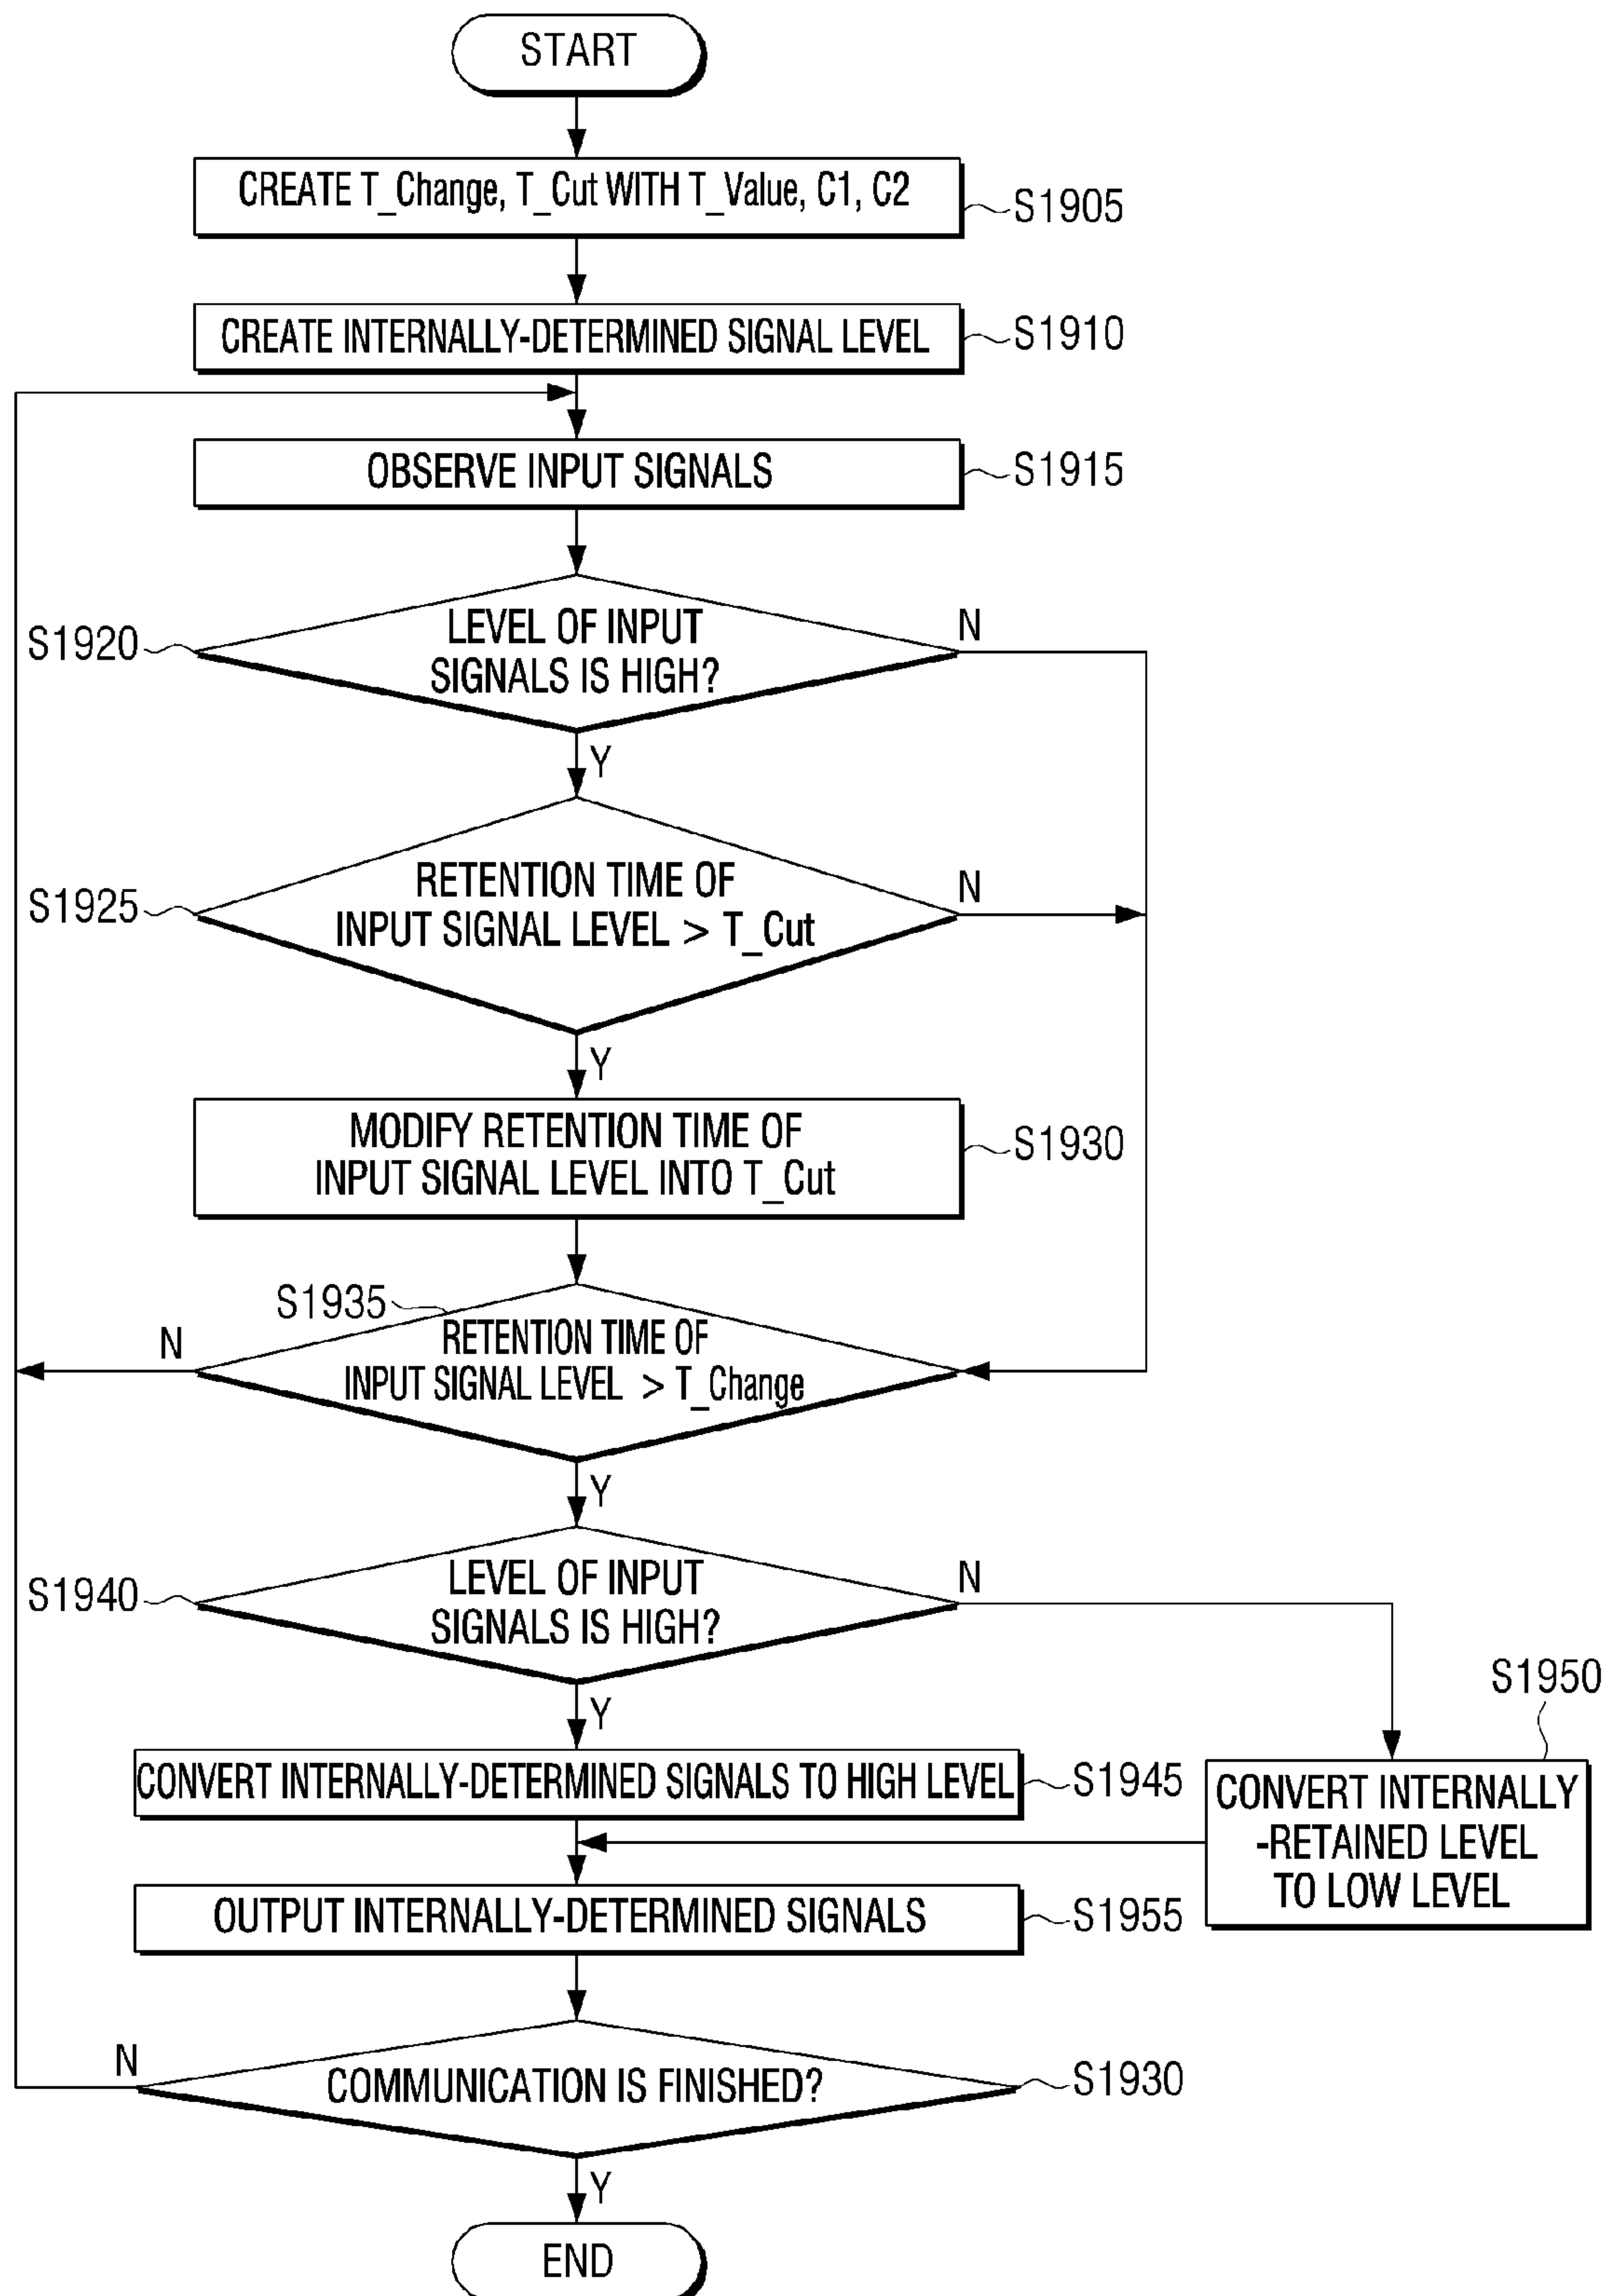 START
CREATE T_Change, T_Cut WITH T_Value, C1, C2
S1905
CREATE INTERNALLY-DETERMINED SIGNAL LEVEL
S1910
OBSERVE INPUT SIGNALS
S1915
S1920
LEVEL OF INPUT
SIGNALS IS HIGH?
N
Y
S1925
RETENTION TIME OF
INPUT SIGNAL LEVEL > T_Cut
N
Y
MODIFY RETENTION TIME OF
INPUT SIGNAL LEVEL INTO T_Cut
S1930
S1935
RETENTION TIME OF
INPUT SIGNAL LEVEL > T_Change
N
Y
S1940
LEVEL OF INPUT
SIGNALS IS HIGH?
N
Y
CONVERT INTERNALLY-DETERMINED SIGNALS TO HIGH LEVEL
S1945
S1950
CONVERT INTERNALLY
-RETAINED LEVEL
TO LOW LEVEL
OUTPUT INTERNALLY-DETERMINED SIGNALS
S1955
N
COMMUNICATION IS FINISHED?
S1930
Y
END